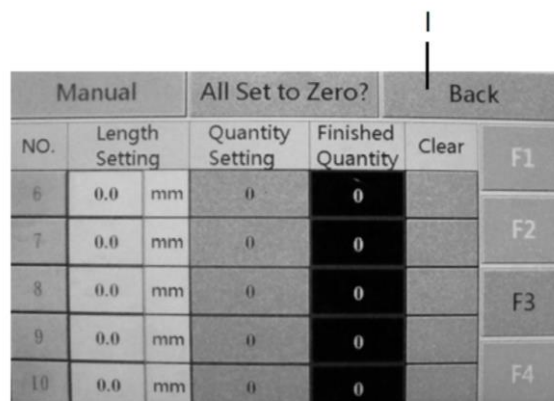 I
Manual All Set to Zero? Back
NO. Length Setting Quantity Setting Finished Quantity Clear F1
6 0.0 mm 0 0
7 0.0 mm 0 0 F2
8 0.0 mm 0 0 F3
9 0.0 mm 0 0
10 0.0 mm 0 0 F4